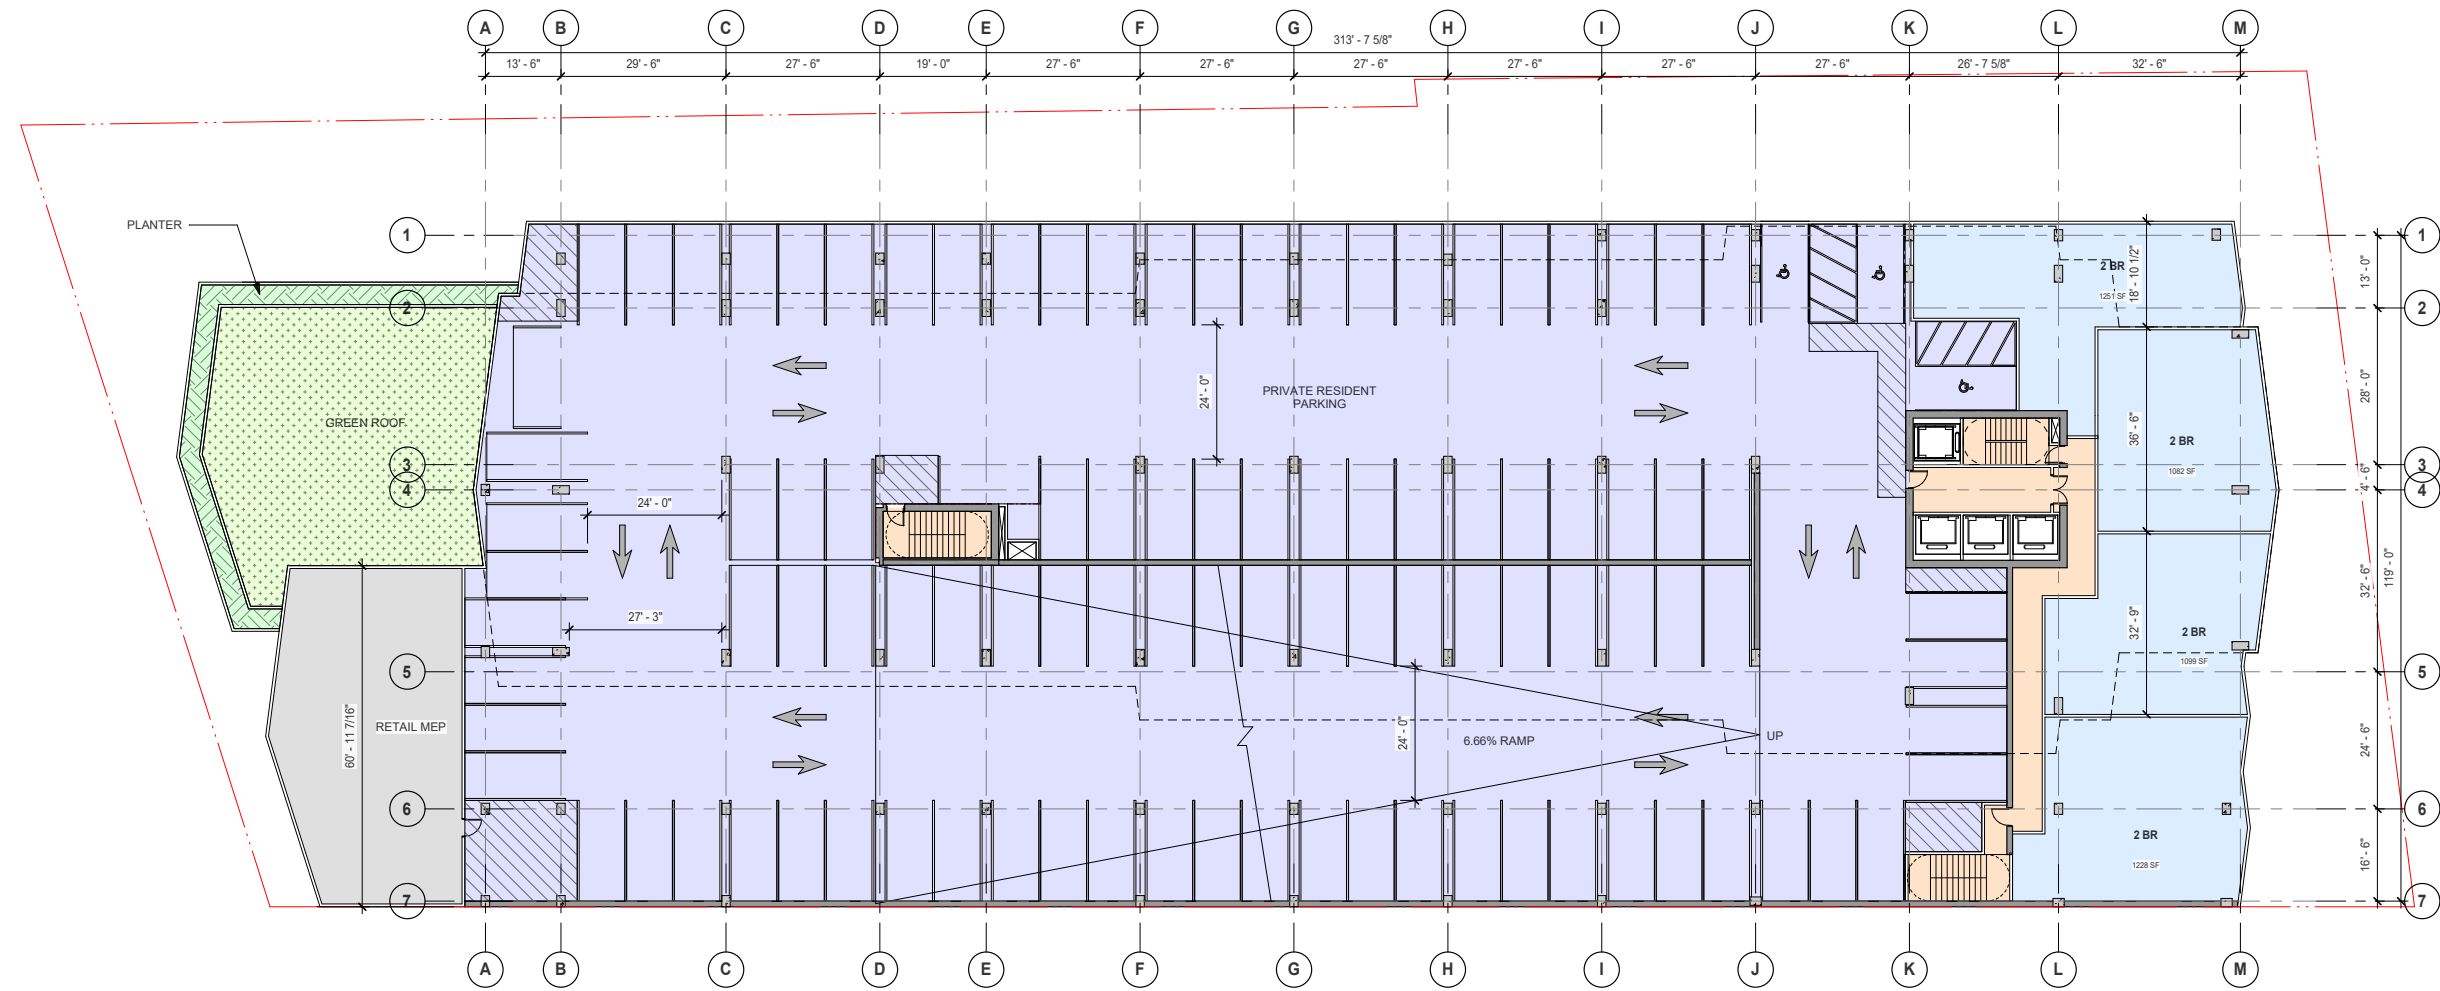 A B C D E F G H I J K L M
313' - 7 5/8"
13' - 6" 29' - 6" 27' - 6" 19' - 0" 27' - 6" 27' - 6" 27' - 6" 27' - 6" 27' - 6" 26' - 7 5/8" 32' - 6"
PLANTER
1
1
2 BR
1251 SF
18' - 10 1/2"
13' - 0"
2
2
24' - 0"
PRIVATE RESIDENT
PARKING
28' - 0"
GREEN ROOF
36' - 6"
2 BR
1082 SF
3
3
4' - 6"
4
4
24' - 0"
119' - 0"
32' - 6"
27' - 3"
32' - 9"
2 BR
1099 SF
5
5
60' - 11 7/16"
RETAIL MEP
24' - 0"
6.66% RAMP
UP
24' - 6"
6
6
2 BR
1228 SF
16' - 6"
7
7
A B C D E F G H I J K L M